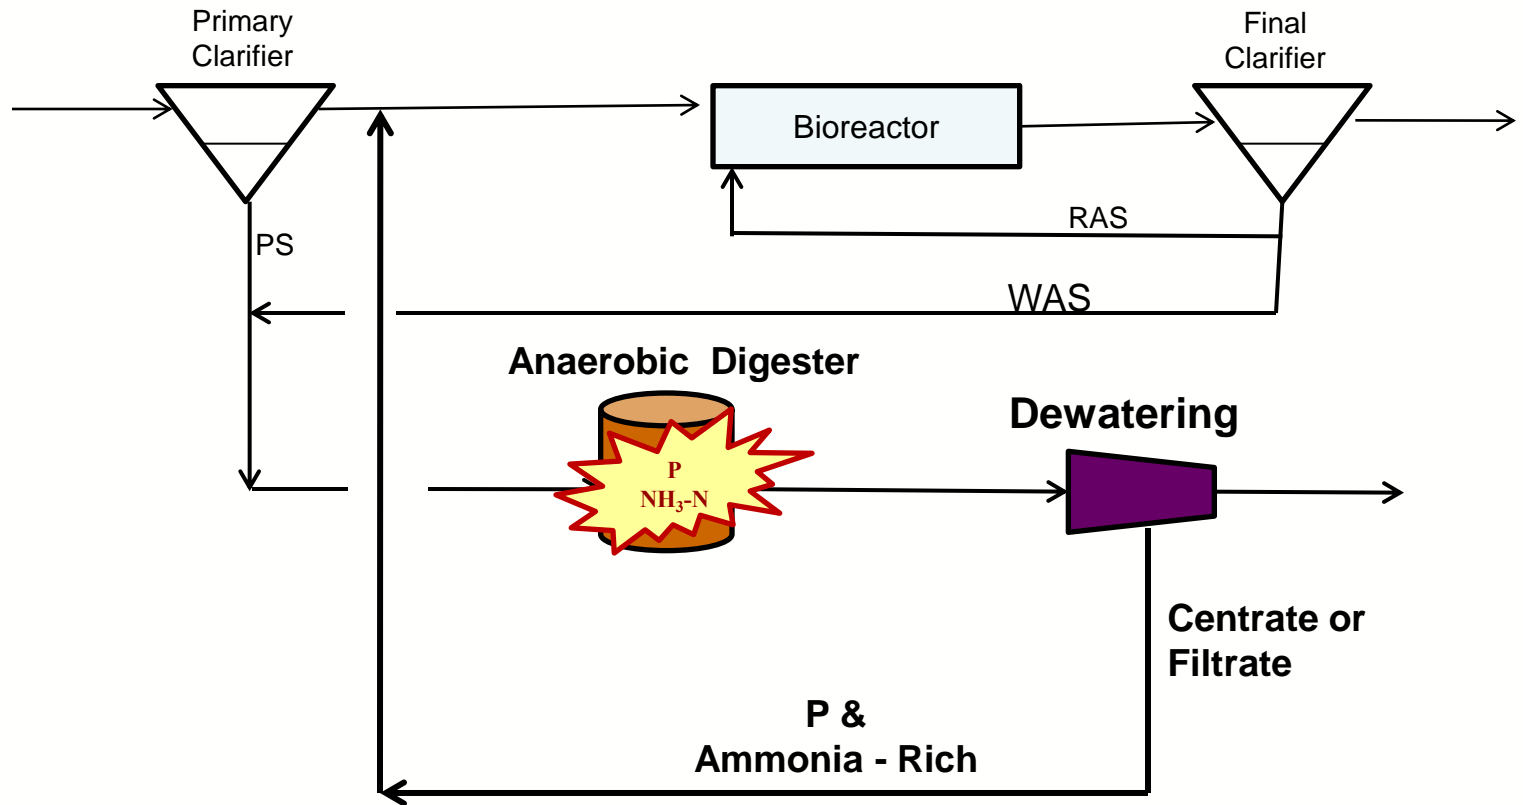 Primary
Clarifier
Final
Clarifier
Bioreactor
RAS
PS
WAS
Anaerobic Digester
Dewatering
P
NH₃-N
Centrate or
Filtrate
P &
Ammonia - Rich